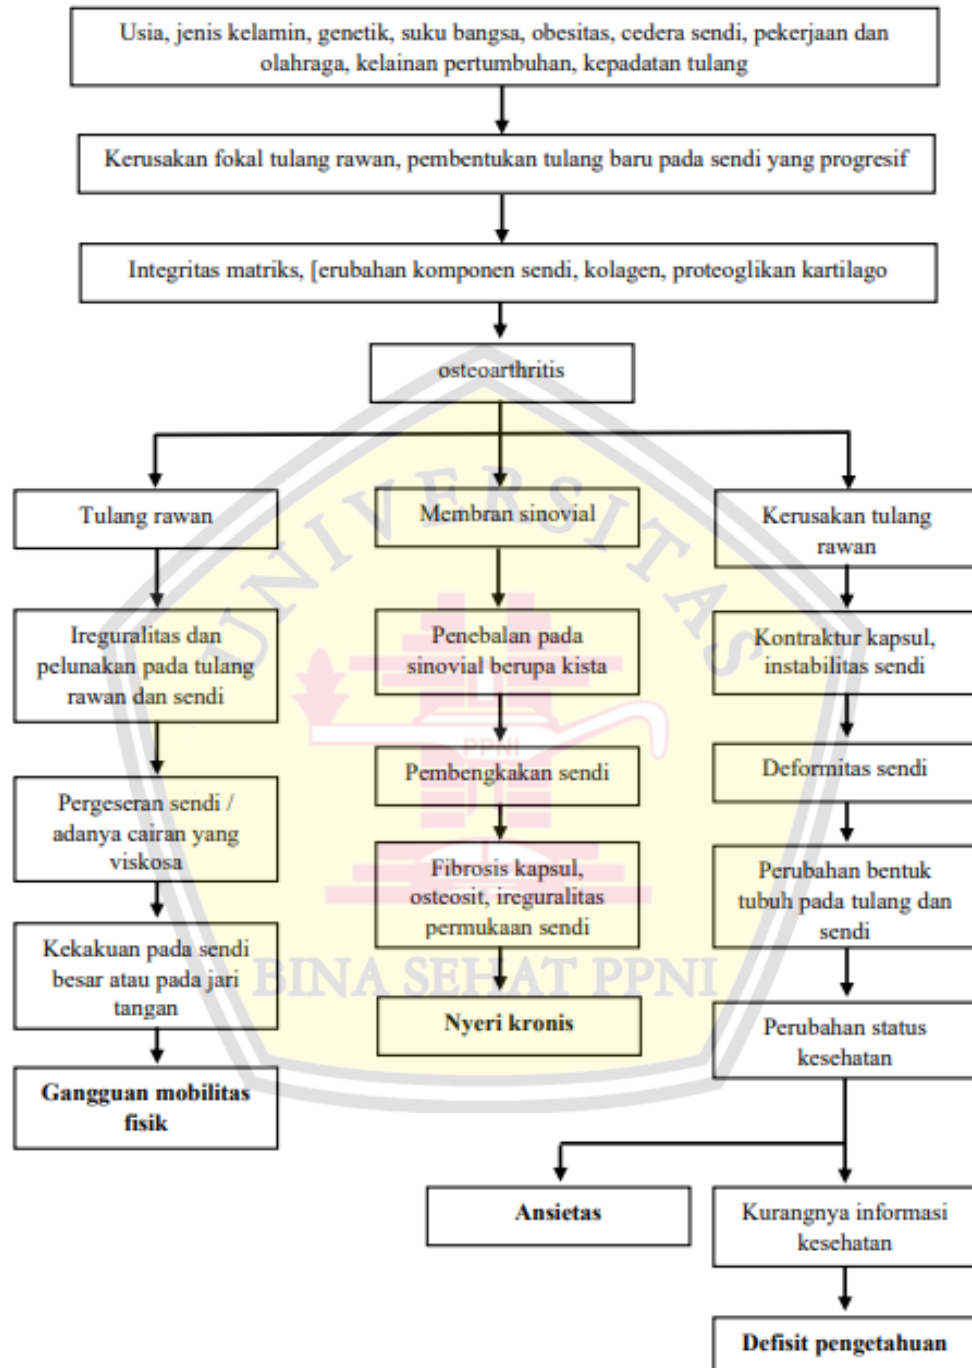 Usia, jenis kelamin, genetik, suku bangsa, obesitas, cedera sendi, pekerjaan dan
olahraga, kelainan pertumbuhan, kepadatan tulang
Kerusakan fokal tulang rawan, pembentukan tulang baru pada sendi yang progresif
Integritas matriks, [erubahan komponen sendi, kolagen, proteoglikan kartilago
osteoarthritis
Tulang rawan
Ireguralitas dan
pelunakan pada tulang
rawan dan sendi
Pergeseran sendi /
adanya cairan yang
viskosa
Kekakuan pada sendi
besar atau pada jari
tangan
Gangguan mobilitas
fisik
Membran sinovial
Penebalan pada
sinovial berupa kista
Pembengkakan sendi
Fibrosis kapsul,
osteosit, ireguralitas
permukaan sendi
Nyeri kronis
Kerusakan tulang
rawan
Kontraktur kapsul,
instabilitas sendi
Deformitas sendi
Perubahan bentuk
tubuh pada tulang dan
sendi
Perubahan status
kesehatan
Ansietas
Kurangnya informasi
kesehatan
Defisit pengetahuan
UNIVERSITAS
PPNI
BINA SEHAT PPNI